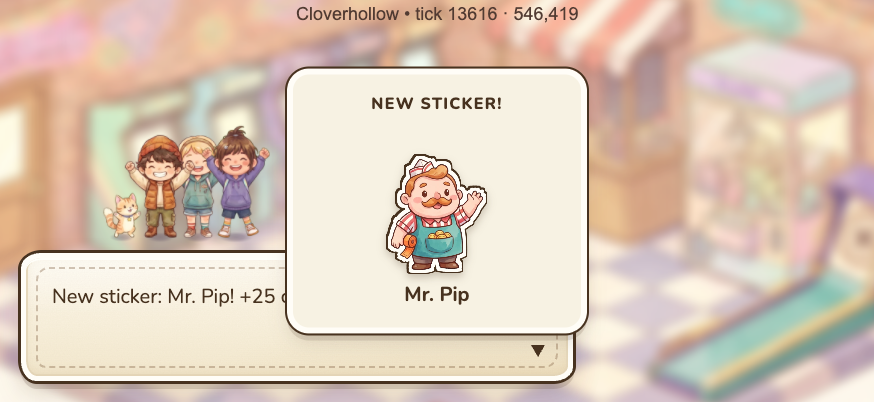 Cloverhollow • tick 13616 · 546,419
NEW STICKER!
Mr. Pip
New sticker: Mr. Pip! +25